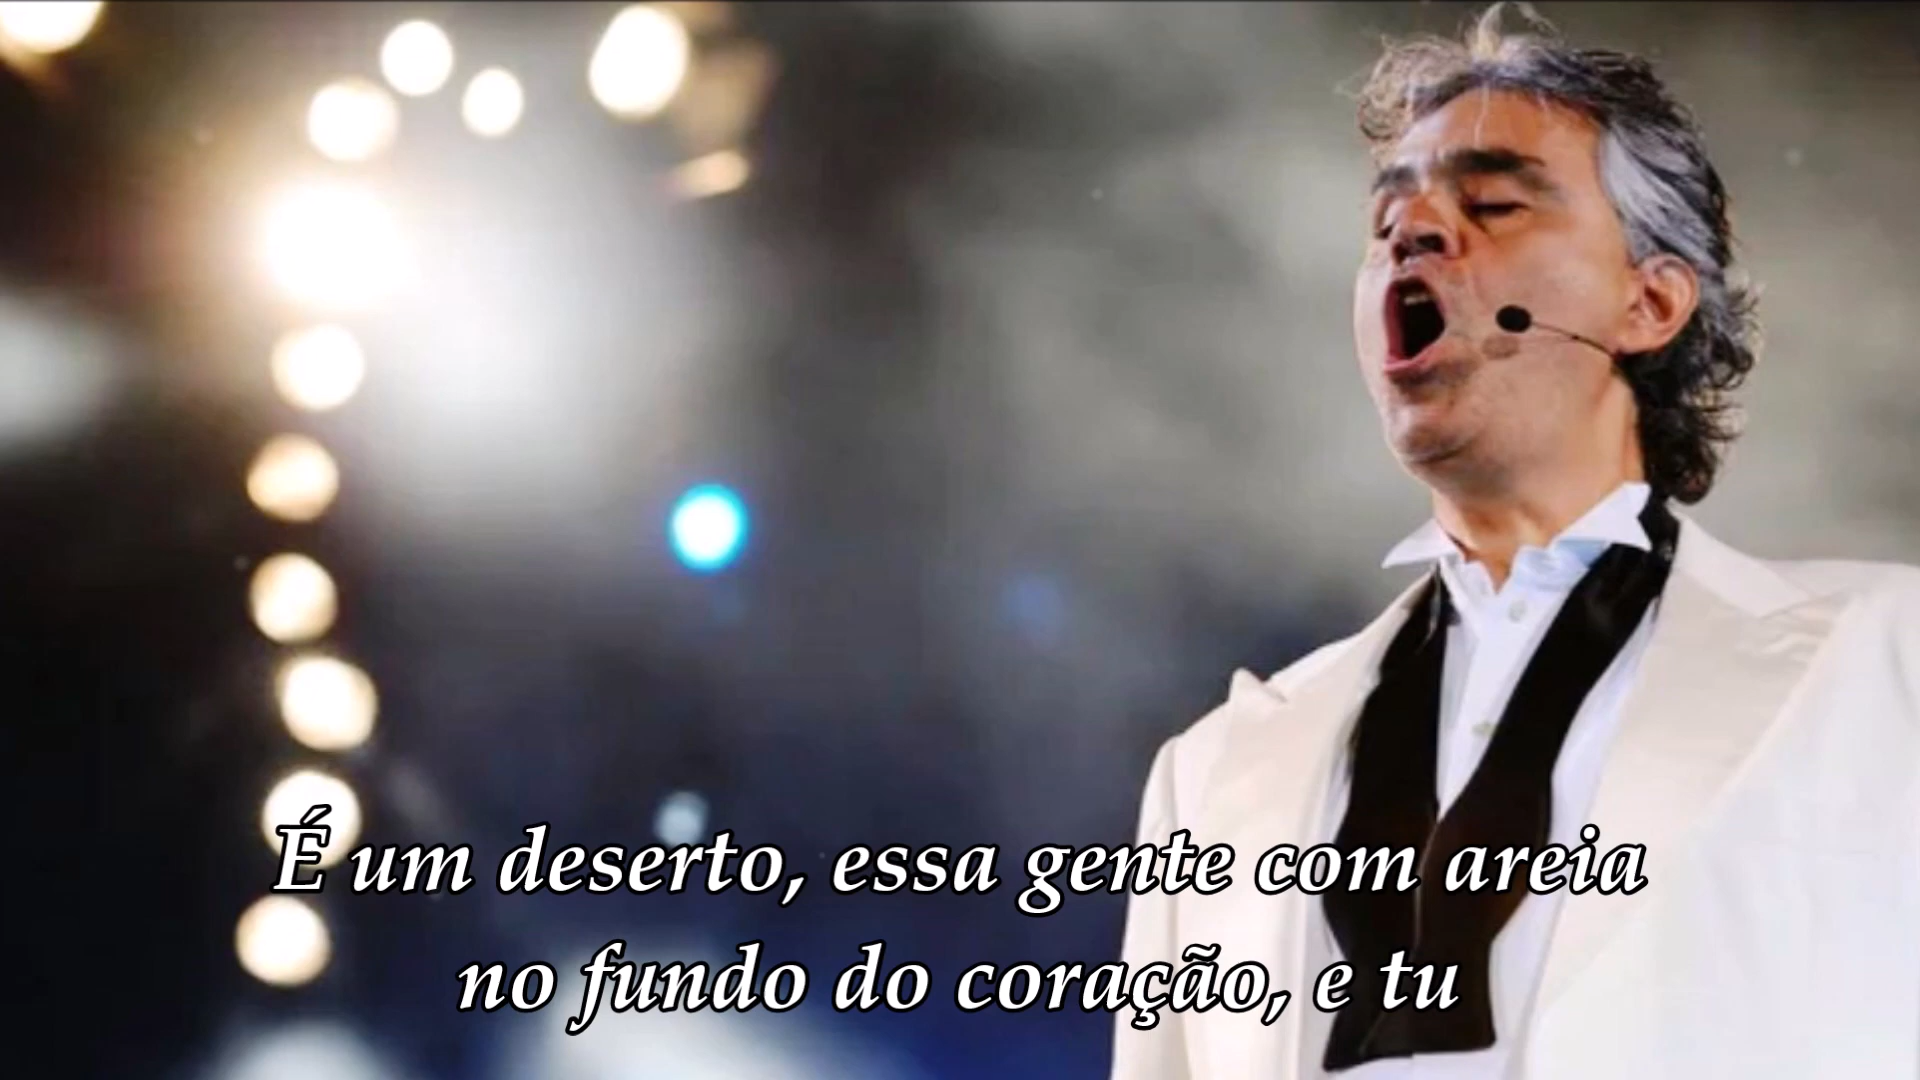 É um deserto, essa gente com areia
no fundo do coração, e tu